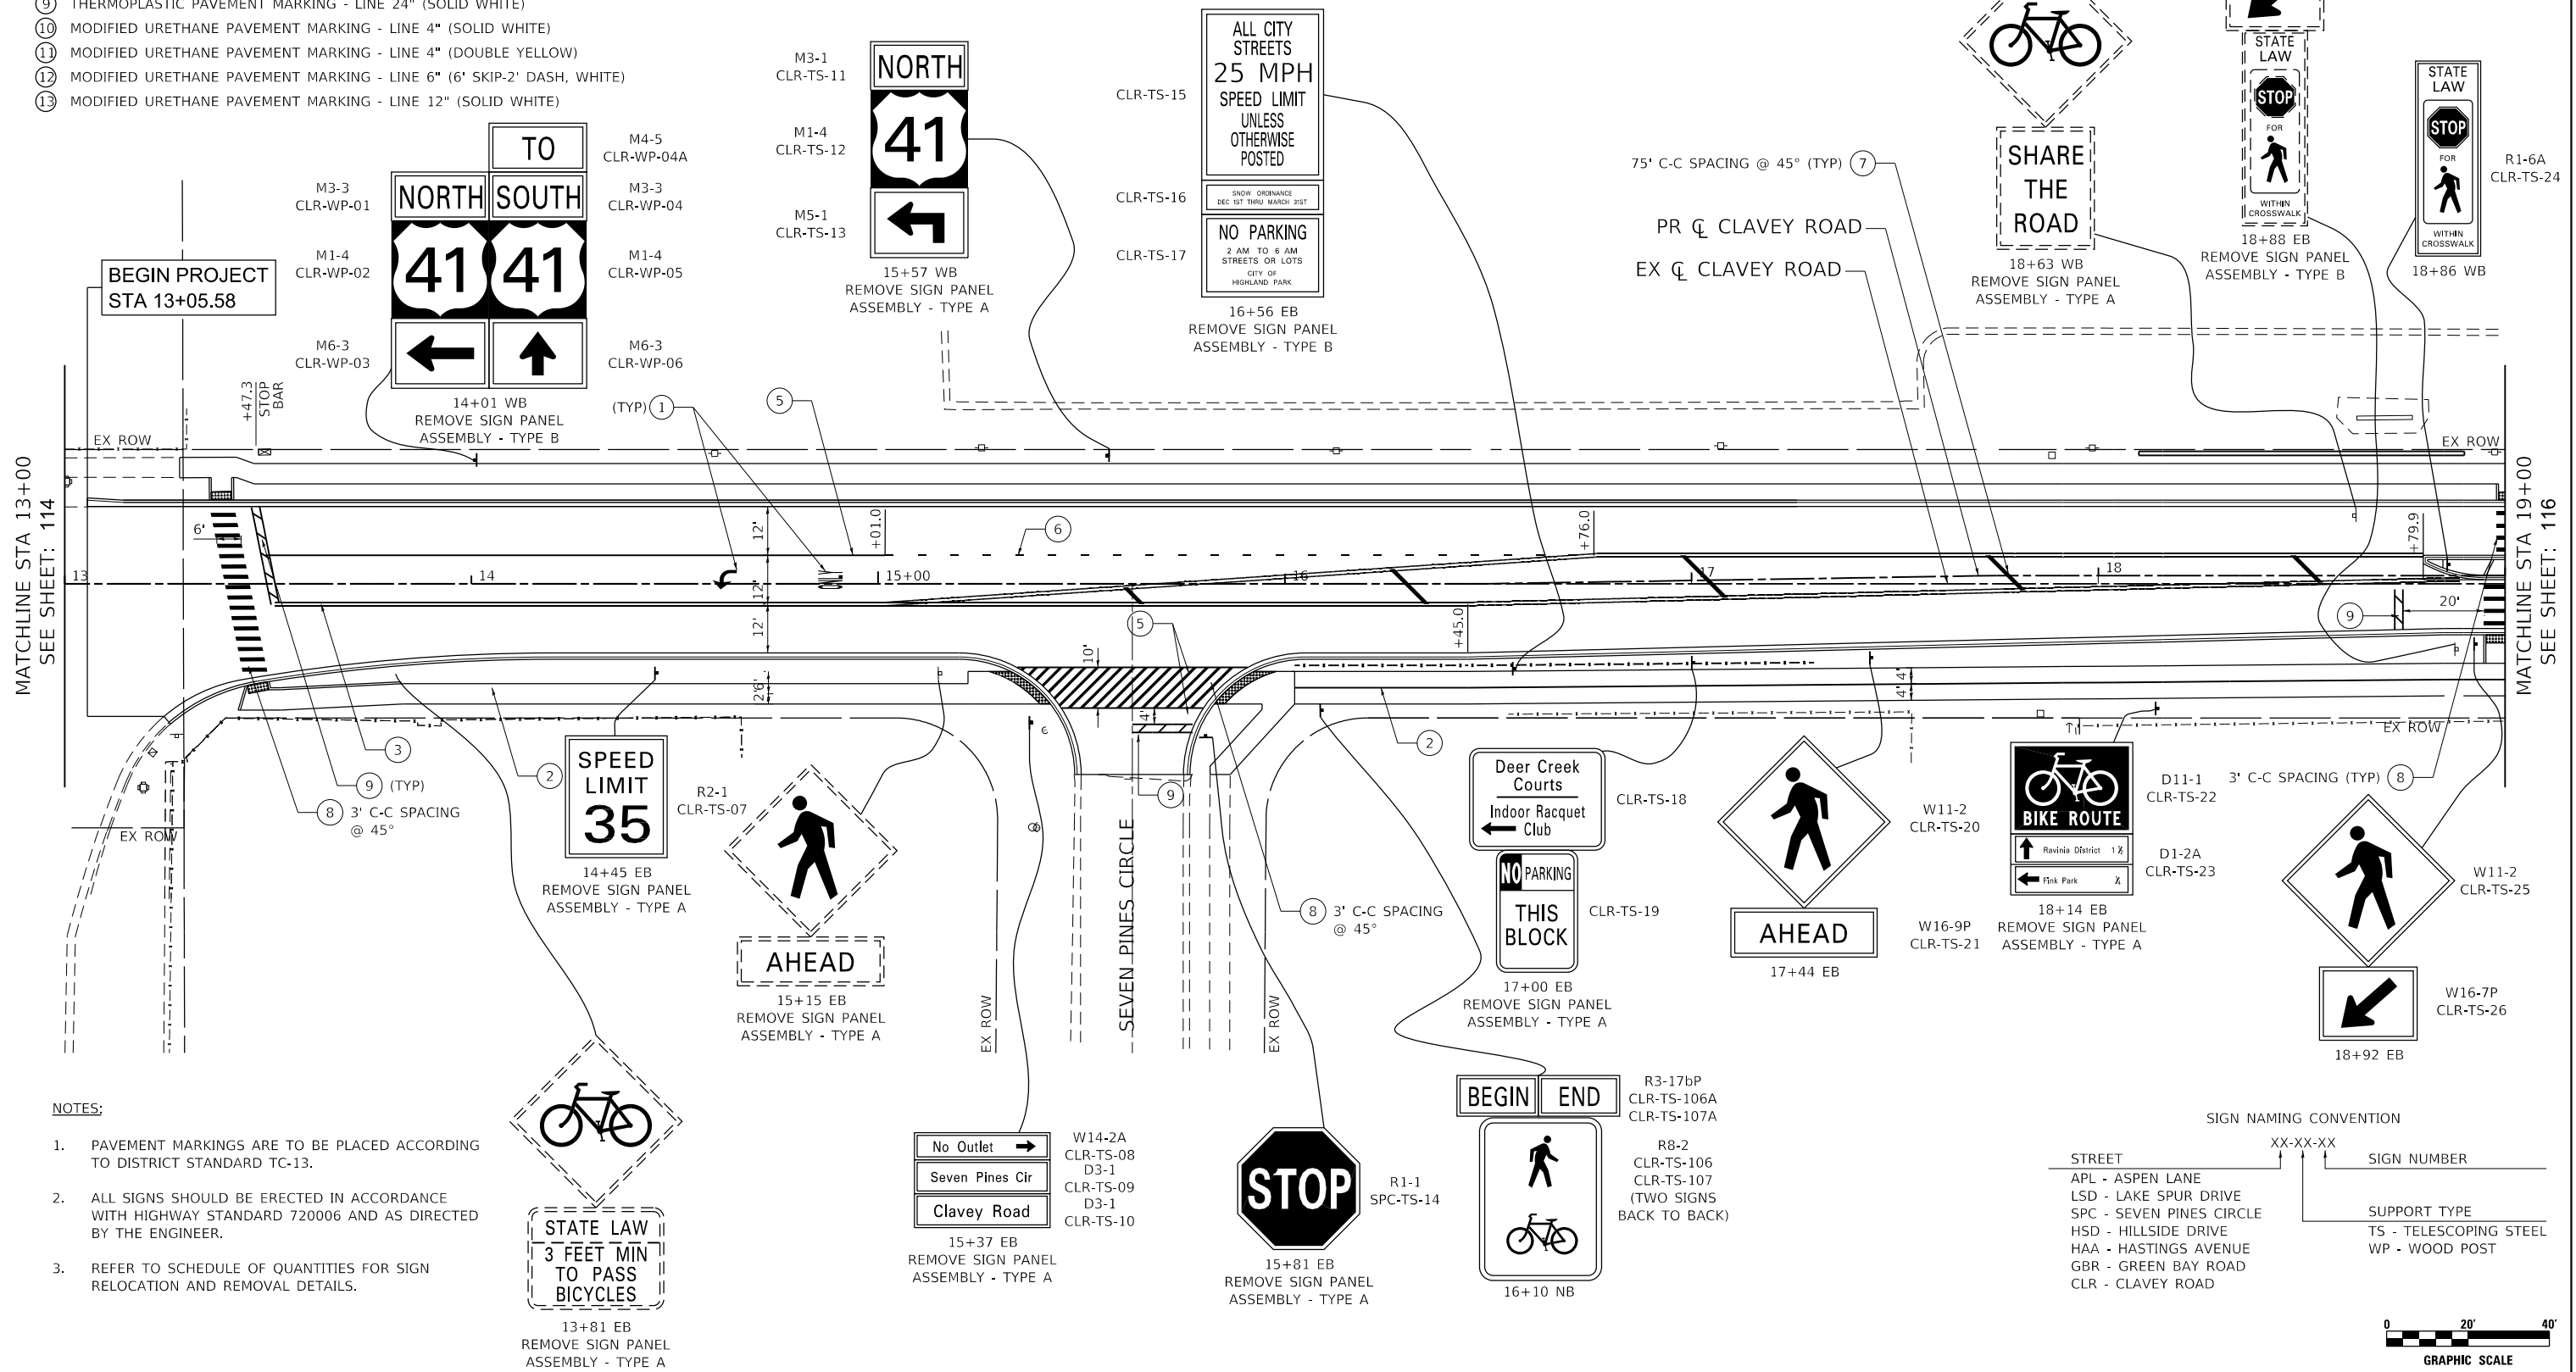 9 THERMOPLASTIC PAVEMENT MARKING - LINE 24" (SOLID WHITE)
10 MODIFIED URETHANE PAVEMENT MARKING - LINE 4" (SOLID WHITE)
11 MODIFIED URETHANE PAVEMENT MARKING - LINE 4" (DOUBLE YELLOW)
12 MODIFIED URETHANE PAVEMENT MARKING - LINE 6" (6' SKIP-2' DASH, WHITE)
13 MODIFIED URETHANE PAVEMENT MARKING - LINE 12" (SOLID WHITE)
BEGIN PROJECT
STA 13+05.58
TO
M4-5
CLR-WP-04A
M3-3
CLR-WP-01
NORTH SOUTH
M3-3
CLR-WP-04
M1-4
CLR-WP-02
41 41
M1-4
CLR-WP-05
M6-3
CLR-WP-03
M6-3
CLR-WP-06
14+01 WB
REMOVE SIGN PANEL
ASSEMBLY - TYPE B
M3-1
CLR-TS-11
NORTH
M1-4
CLR-TS-12
41
M5-1
CLR-TS-13
15+57 WB
REMOVE SIGN PANEL
ASSEMBLY - TYPE A
CLR-TS-15
ALL CITY
STREETS
25 MPH
SPEED LIMIT
UNLESS
OTHERWISE
POSTED
CLR-TS-16
SNOW ORDINANCE
DEC 1ST THRU MARCH 31ST
CLR-TS-17
NO PARKING
2 AM TO 6 AM
STREETS OR LOTS
CITY OF
HIGHLAND PARK
16+56 EB
REMOVE SIGN PANEL
ASSEMBLY - TYPE B
75' C-C SPACING @ 45° (TYP) 7
PR ℄ CLAVEY ROAD
EX ℄ CLAVEY ROAD
SHARE
THE
ROAD
18+63 WB
REMOVE SIGN PANEL
ASSEMBLY - TYPE A
STATE
LAW
STOP
FOR
WITHIN
CROSSWALK
18+88 EB
REMOVE SIGN PANEL
ASSEMBLY - TYPE B
STATE
LAW
STOP
FOR
WITHIN
CROSSWALK
R1-6A
CLR-TS-24
18+86 WB
MATCHLINE STA 13+00
SEE SHEET: 114
EX ROW
+47.3
STOP
BAR
(TYP) 1
5
6'
12'
12'
12'
+01.0
6
+76.0
+79.9
EX ROW
13
14
15+00
16
17
18
5
+45.0
10'
9
20'
2'
6'
4'
4'
4'
MATCHLINE STA 19+00
SEE SHEET: 116
EX ROW
3
9 (TYP)
8 3' C-C SPACING
@ 45°
2
EX ROW
SPEED
LIMIT
35
R2-1
CLR-TS-07
14+45 EB
REMOVE SIGN PANEL
ASSEMBLY - TYPE A
AHEAD
15+15 EB
REMOVE SIGN PANEL
ASSEMBLY - TYPE A
EX ROW
SEVEN PINES CIRCLE
9
8 3' C-C SPACING
@ 45°
EX ROW
2
Deer Creek
Courts
Indoor Racquet
Club
CLR-TS-18
NO PARKING
THIS
BLOCK
CLR-TS-19
17+00 EB
REMOVE SIGN PANEL
ASSEMBLY - TYPE A
W11-2
CLR-TS-20
AHEAD
W16-9P
CLR-TS-21
17+44 EB
BIKE ROUTE
D11-1
CLR-TS-22
Ravinia District 1 ½
Fink Park ¼
D1-2A
CLR-TS-23
18+14 EB
REMOVE SIGN PANEL
ASSEMBLY - TYPE A
3' C-C SPACING (TYP) 8
W11-2
CLR-TS-25
W16-7P
CLR-TS-26
18+92 EB
NOTES:
1. PAVEMENT MARKINGS ARE TO BE PLACED ACCORDING
TO DISTRICT STANDARD TC-13.
2. ALL SIGNS SHOULD BE ERECTED IN ACCORDANCE
WITH HIGHWAY STANDARD 720006 AND AS DIRECTED
BY THE ENGINEER.
3. REFER TO SCHEDULE OF QUANTITIES FOR SIGN
RELOCATION AND REMOVAL DETAILS.
STATE LAW
3 FEET MIN
TO PASS
BICYCLES
13+81 EB
REMOVE SIGN PANEL
ASSEMBLY - TYPE A
No Outlet
W14-2A
CLR-TS-08
Seven Pines Cir
D3-1
CLR-TS-09
Clavey Road
D3-1
CLR-TS-10
15+37 EB
REMOVE SIGN PANEL
ASSEMBLY - TYPE A
STOP
R1-1
SPC-TS-14
15+81 EB
REMOVE SIGN PANEL
ASSEMBLY - TYPE A
BEGIN END
R3-17bP
CLR-TS-106A
CLR-TS-107A
R8-2
CLR-TS-106
CLR-TS-107
(TWO SIGNS
BACK TO BACK)
16+10 NB
SIGN NAMING CONVENTION
XX-XX-XX
STREET
SIGN NUMBER
APL - ASPEN LANE
LSD - LAKE SPUR DRIVE
SPC - SEVEN PINES CIRCLE
HSD - HILLSIDE DRIVE
HAA - HASTINGS AVENUE
GBR - GREEN BAY ROAD
CLR - CLAVEY ROAD
SUPPORT TYPE
TS - TELESCOPING STEEL
WP - WOOD POST
0 20' 40'
GRAPHIC SCALE